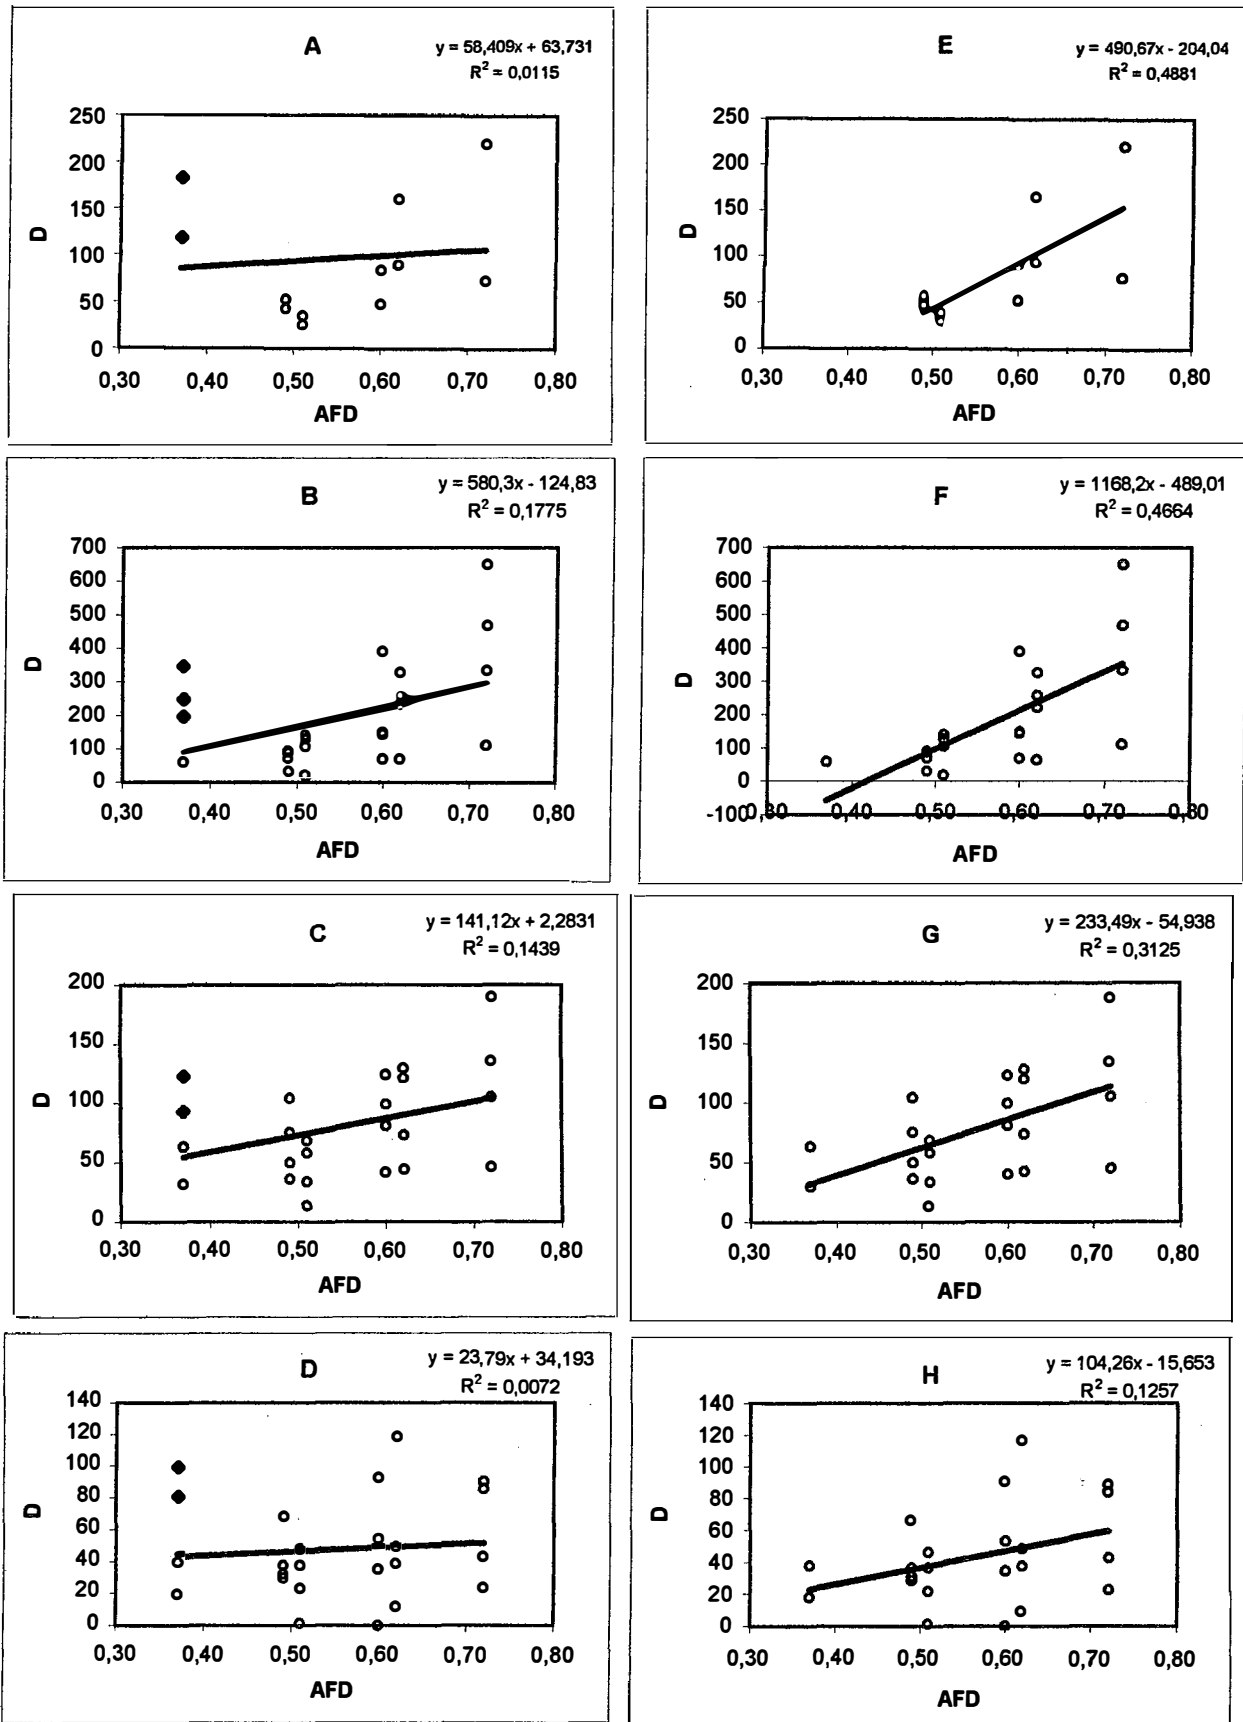 A
y = 58,409x + 63,731
R² = 0,0115
250
200
150
100
50
0
D
0,30 0,40 0,50 0,60 0,70 0,80
AFD
E
y = 490,67x - 204,04
R² = 0,4881
250
200
150
100
50
0
D
0,30 0,40 0,50 0,60 0,70 0,80
AFD
B
y = 580,3x - 124,83
R² = 0,1775
700
600
500
400
300
200
100
0
D
0,30 0,40 0,50 0,60 0,70 0,80
AFD
F
y = 1168,2x - 489,01
R² = 0,4664
700
600
500
400
300
200
100
0
-100
D
0,30 0,40 0,50 0,60 0,70 0,80
AFD
C
y = 141,12x + 2,2831
R² = 0,1439
200
150
100
50
0
D
0,30 0,40 0,50 0,60 0,70 0,80
AFD
G
y = 233,49x - 54,938
R² = 0,3125
200
150
100
50
0
D
0,30 0,40 0,50 0,60 0,70 0,80
AFD
D
y = 23,79x + 34,193
R² = 0,0072
140
120
100
80
60
40
20
0
D
0,30 0,40 0,50 0,60 0,70 0,80
AFD
H
y = 104,26x - 15,653
R² = 0,1257
140
120
100
80
60
40
20
0
D
0,30 0,40 0,50 0,60 0,70 0,80
AFD